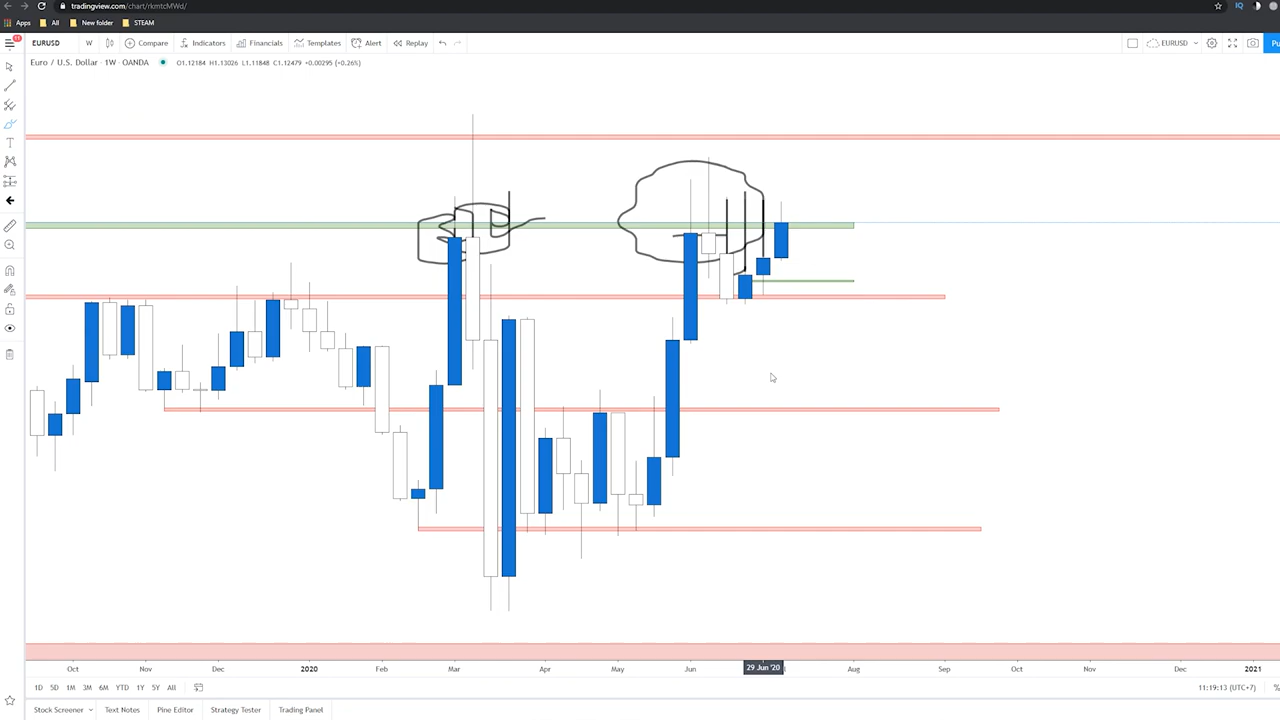 tradingview.com/chart/rkmtcMWd/
Apps All New folder STEAM
11
EURUSD W Compare Indicators Financials Templates Alert Replay EURUSD Pu
Euro / U.S. Dollar · 1W · OANDA O1.12184 H1.13026 L1.11848 C1.12479 +0.00295 (+0.26%)
Oct Nov Dec 2020 Feb Mar Apr May Jun 29 Jun '20 Aug Sep Oct Nov Dec 2021
1D 5D 1M 3M 6M YTD 1Y 5Y All 11:19:13 (UTC+7) %
Stock Screener Text Notes Pine Editor Strategy Tester Trading Panel